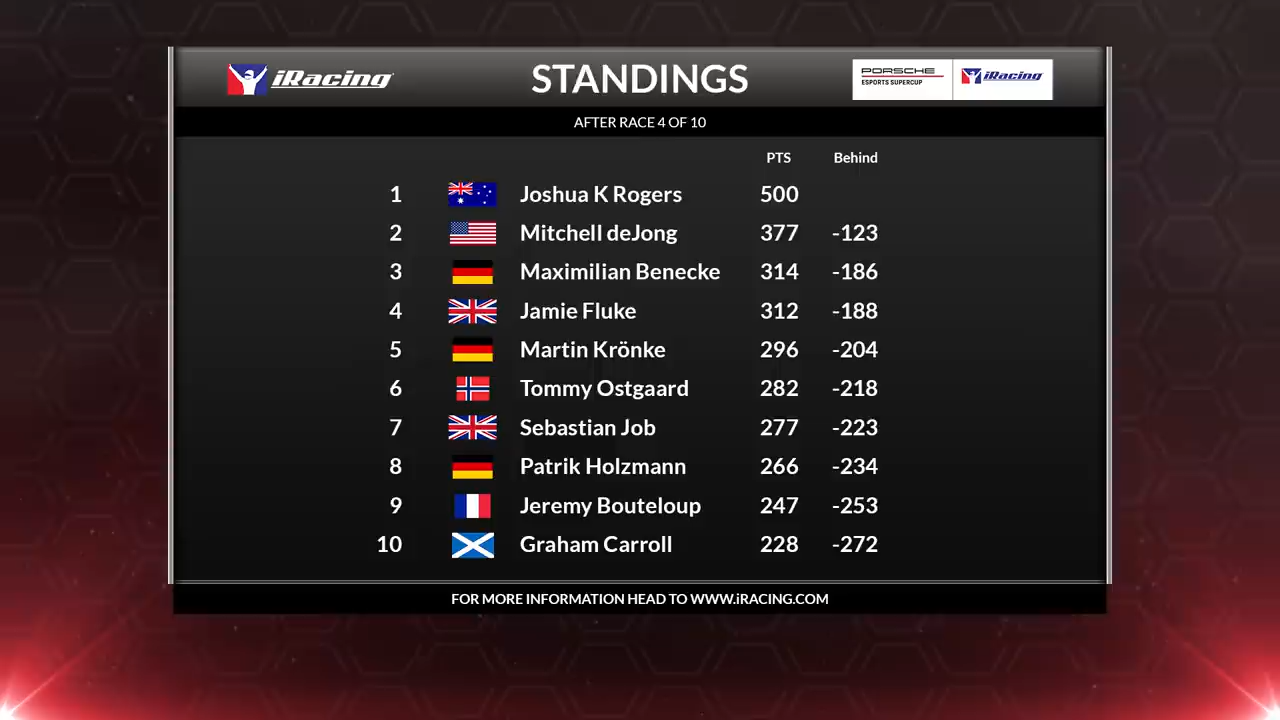 iRacing STANDINGS PORSCHE ESPORTS SUPERCUP iRacing
AFTER RACE 4 OF 10
PTS Behind
1 Joshua K Rogers 500
2 Mitchell deJong 377 -123
3 Maximilian Benecke 314 -186
4 Jamie Fluke 312 -188
5 Martin Krönke 296 -204
6 Tommy Ostgaard 282 -218
7 Sebastian Job 277 -223
8 Patrik Holzmann 266 -234
9 Jeremy Bouteloup 247 -253
10 Graham Carroll 228 -272
FOR MORE INFORMATION HEAD TO WWW.iRACING.COM